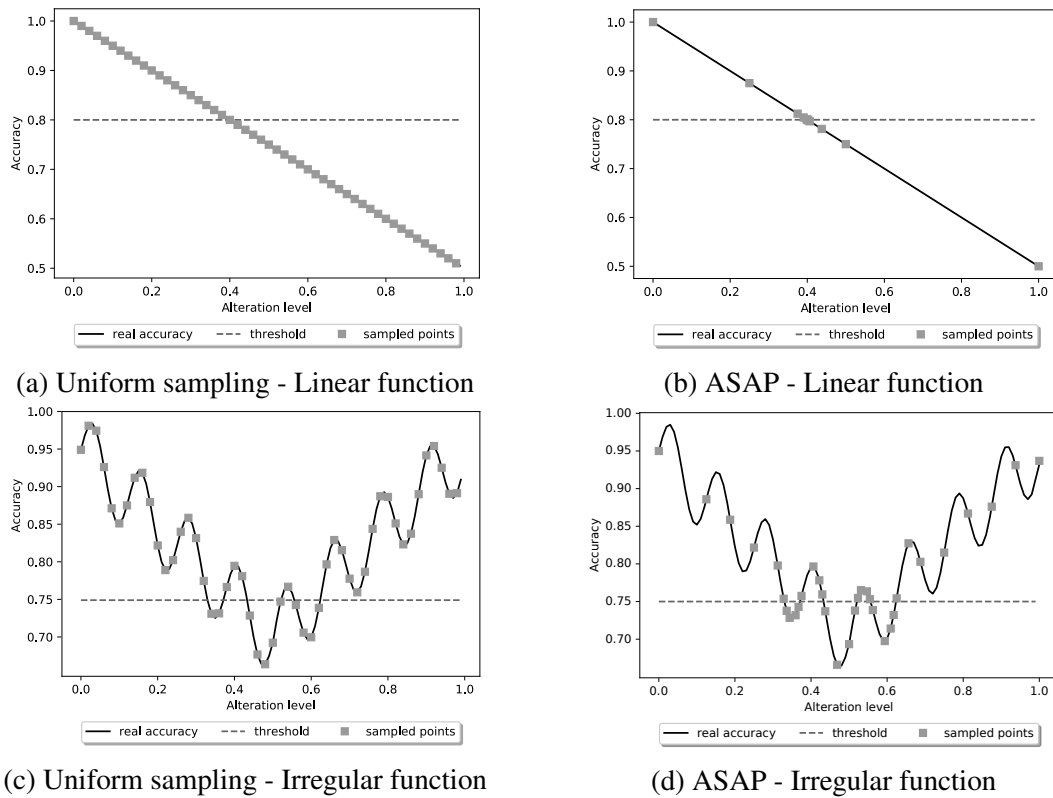 1.0
0.9
0.8
0.7
0.6
0.5
Accuracy
0.0 0.2 0.4 0.6 0.8 1.0
Alteration level
real accuracy threshold sampled points
(a) Uniform sampling - Linear function
1.0
0.9
0.8
0.7
0.6
0.5
Accuracy
0.0 0.2 0.4 0.6 0.8 1.0
Alteration level
real accuracy threshold sampled points
(b) ASAP - Linear function
1.00
0.95
0.90
0.85
0.80
0.75
0.70
Accuracy
0.0 0.2 0.4 0.6 0.8 1.0
Alteration level
real accuracy threshold sampled points
(c) Uniform sampling - Irregular function
1.00
0.95
0.90
0.85
0.80
0.75
0.70
Accuracy
0.0 0.2 0.4 0.6 0.8 1.0
Alteration level
real accuracy threshold sampled points
(d) ASAP - Irregular function